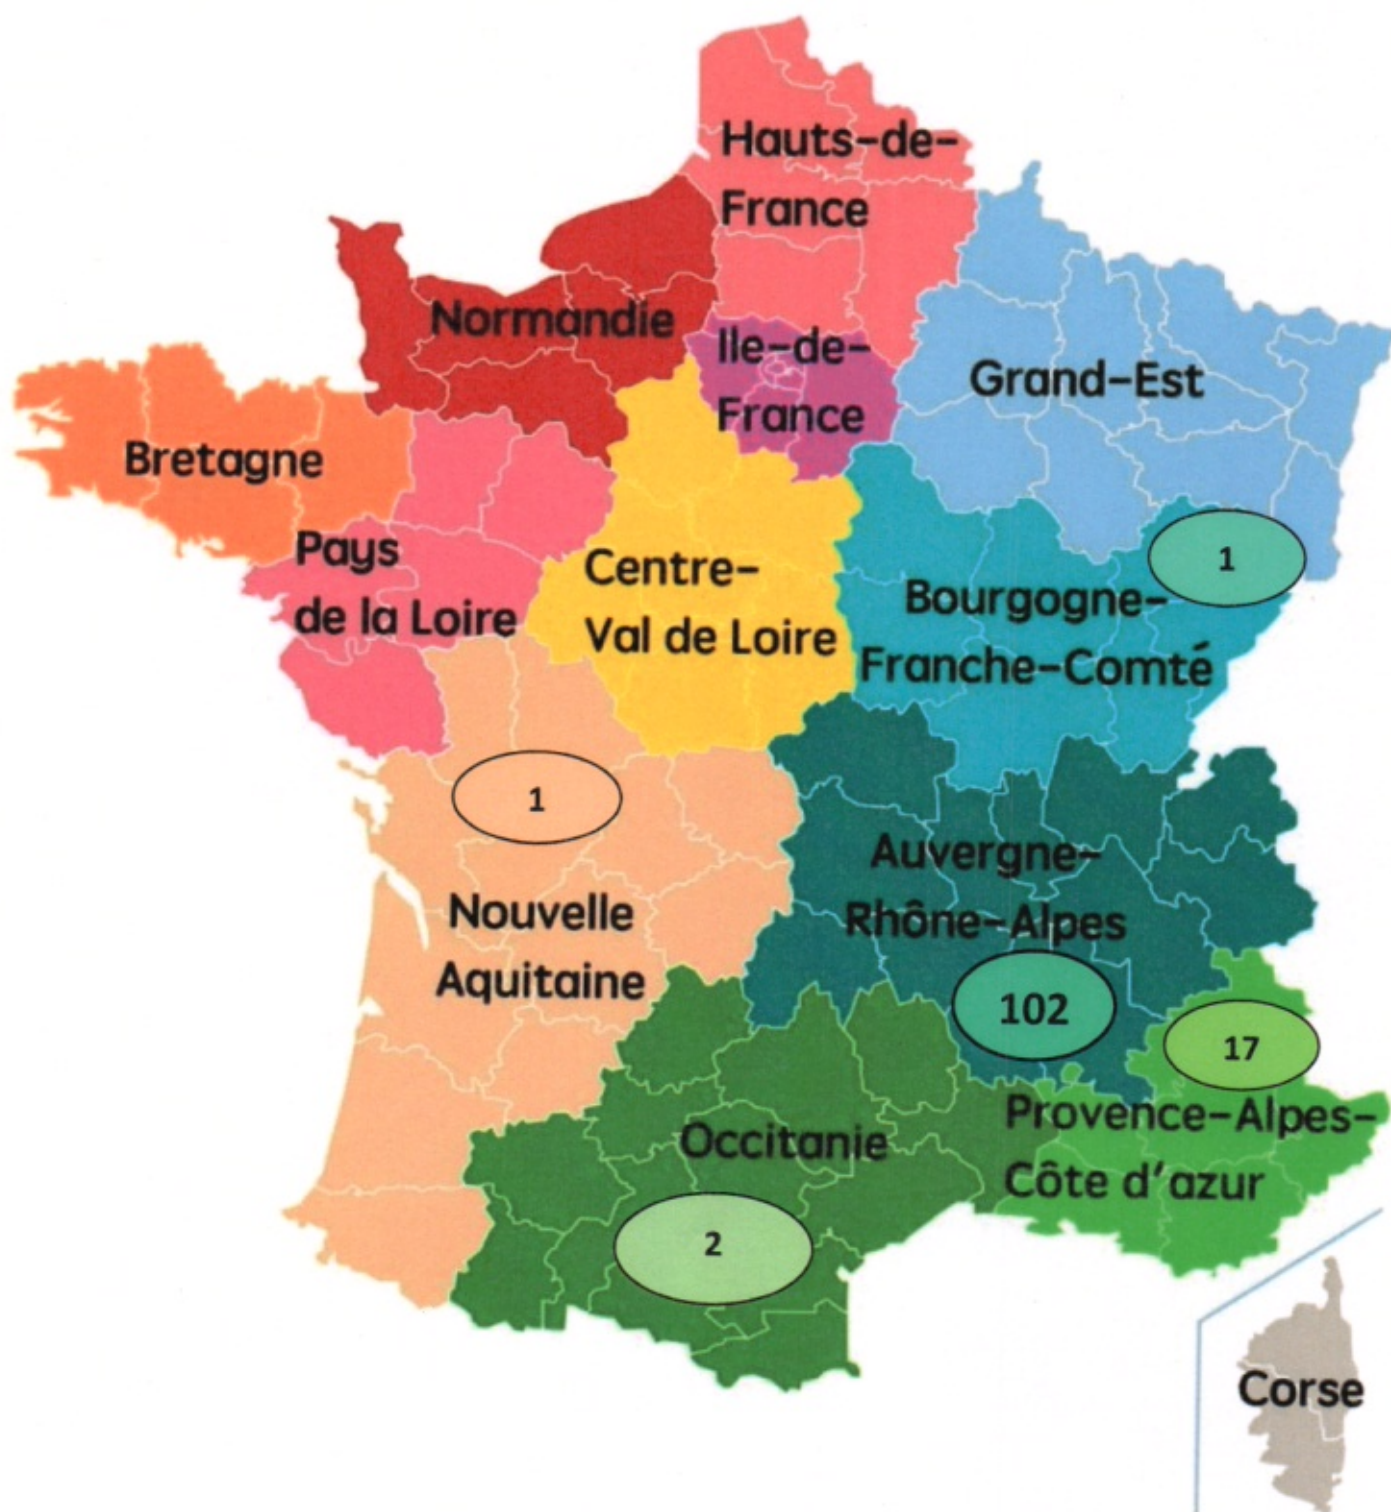 Hauts-de-
France
Normandie
Ile-de-
France
Grand-Est
Bretagne
Pays
de la Loire
Centre-
Val de Loire
1
Bourgogne-
Franche-Comté
1
Auvergne-
Rhône-Alpes
Nouvelle
Aquitaine
102
17
Provence-Alpes-
Côte d'azur
Occitanie
2
Corse